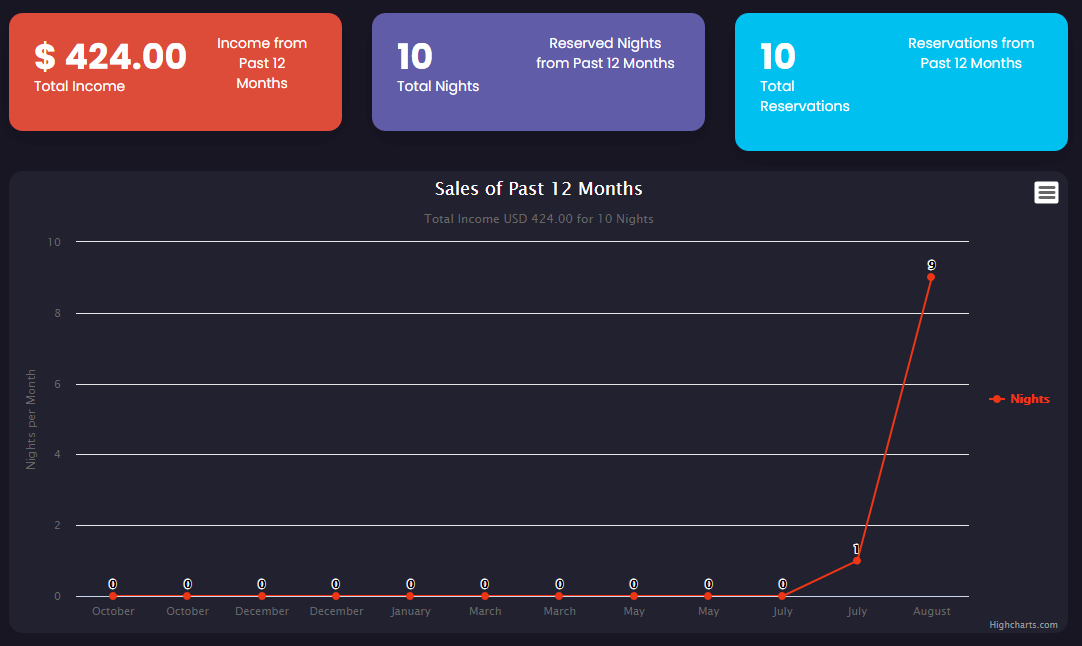 $ 424.00
Total Income
Income from
Past 12
Months
10
Total Nights
Reserved Nights
from Past 12 Months
10
Total
Reservations
Reservations from
Past 12 Months
Sales of Past 12 Months
Total Income USD 424.00 for 10 Nights
Nights per Month
10
8
6
4
2
0
0 0 0 0 0 0 0 0 0 0 1 9
October October December December January March March May May July July August
Nights
Highcharts.com